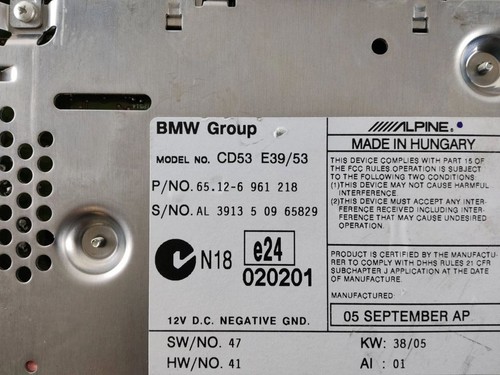 BMW Group
MODEL NO. CD53 E39/53
P/NO. 65.12-6 961 218
S/NO. AL 3913 5 09 65829
N18
e24
020201
12V D.C. NEGATIVE GND.
ALPINE
MADE IN HUNGARY
THIS DEVICE COMPLIES WITH PART 15 OF
THE FCC RULES.OPERATION IS SUBJECT
TO THE FOLLOWING TWO CONDITIONS
(1)THIS DEVICE MAY NOT CAUSE HARMFUL
INTERFERENCE.
(2)THIS DEVICE MUST ACCEPT ANY INTER-
FERENCE RECEIVED INCLUDING INTER-
FERENCE THAT MAY CAUSE UNDESIRED
OPERATION.
PRODUCT IS CERTIFIED BY THE MANUFACTU-
RER TO COMPLY WITH DHHS RULES 21 CFR
SUBCHAPTER J APPLICATION AT THE DATE
OF MANUFACTURE.
MANUFACTURED:
05 SEPTEMBER AP
SW/NO. 47
KW: 38/05
HW/NO. 41
AI : 01